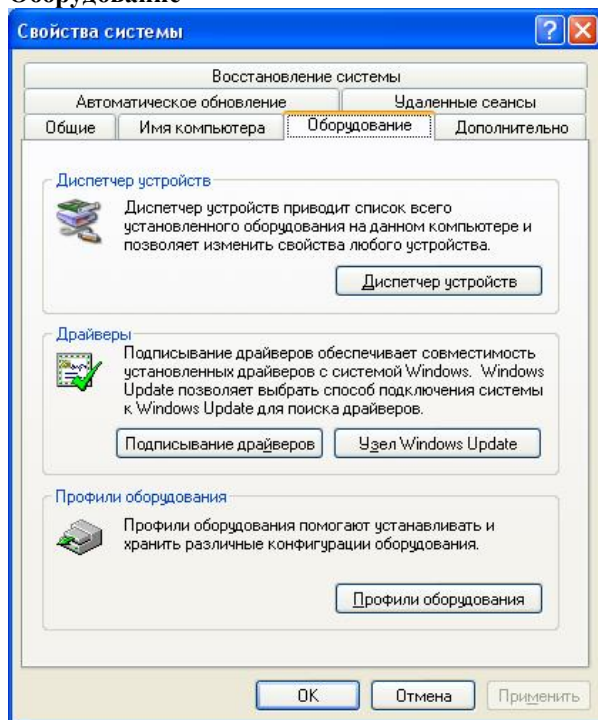 Оборудование
Свойства системы
Восстановление системы
Автоматическое обновление
Удаленные сеансы
Общие
Имя компьютера
Оборудование
Дополнительно
Диспетчер устройств
Диспетчер устройств приводит список всего
установленного оборудования на данном компьютере и
позволяет изменить свойства любого устройства.
Диспетчер устройств
Драйверы
Подписывание драйверов обеспечивает совместимость
установленных драйверов с системой Windows. Windows
Update позволяет выбрать способ подключения системы
к Windows Update для поиска драйверов.
Подписывание драйверов
Узел Windows Update
Профили оборудования
Профили оборудования помогают устанавливать и
хранить различные конфигурации оборудования.
Профили оборудования
OK
Отмена
Применить